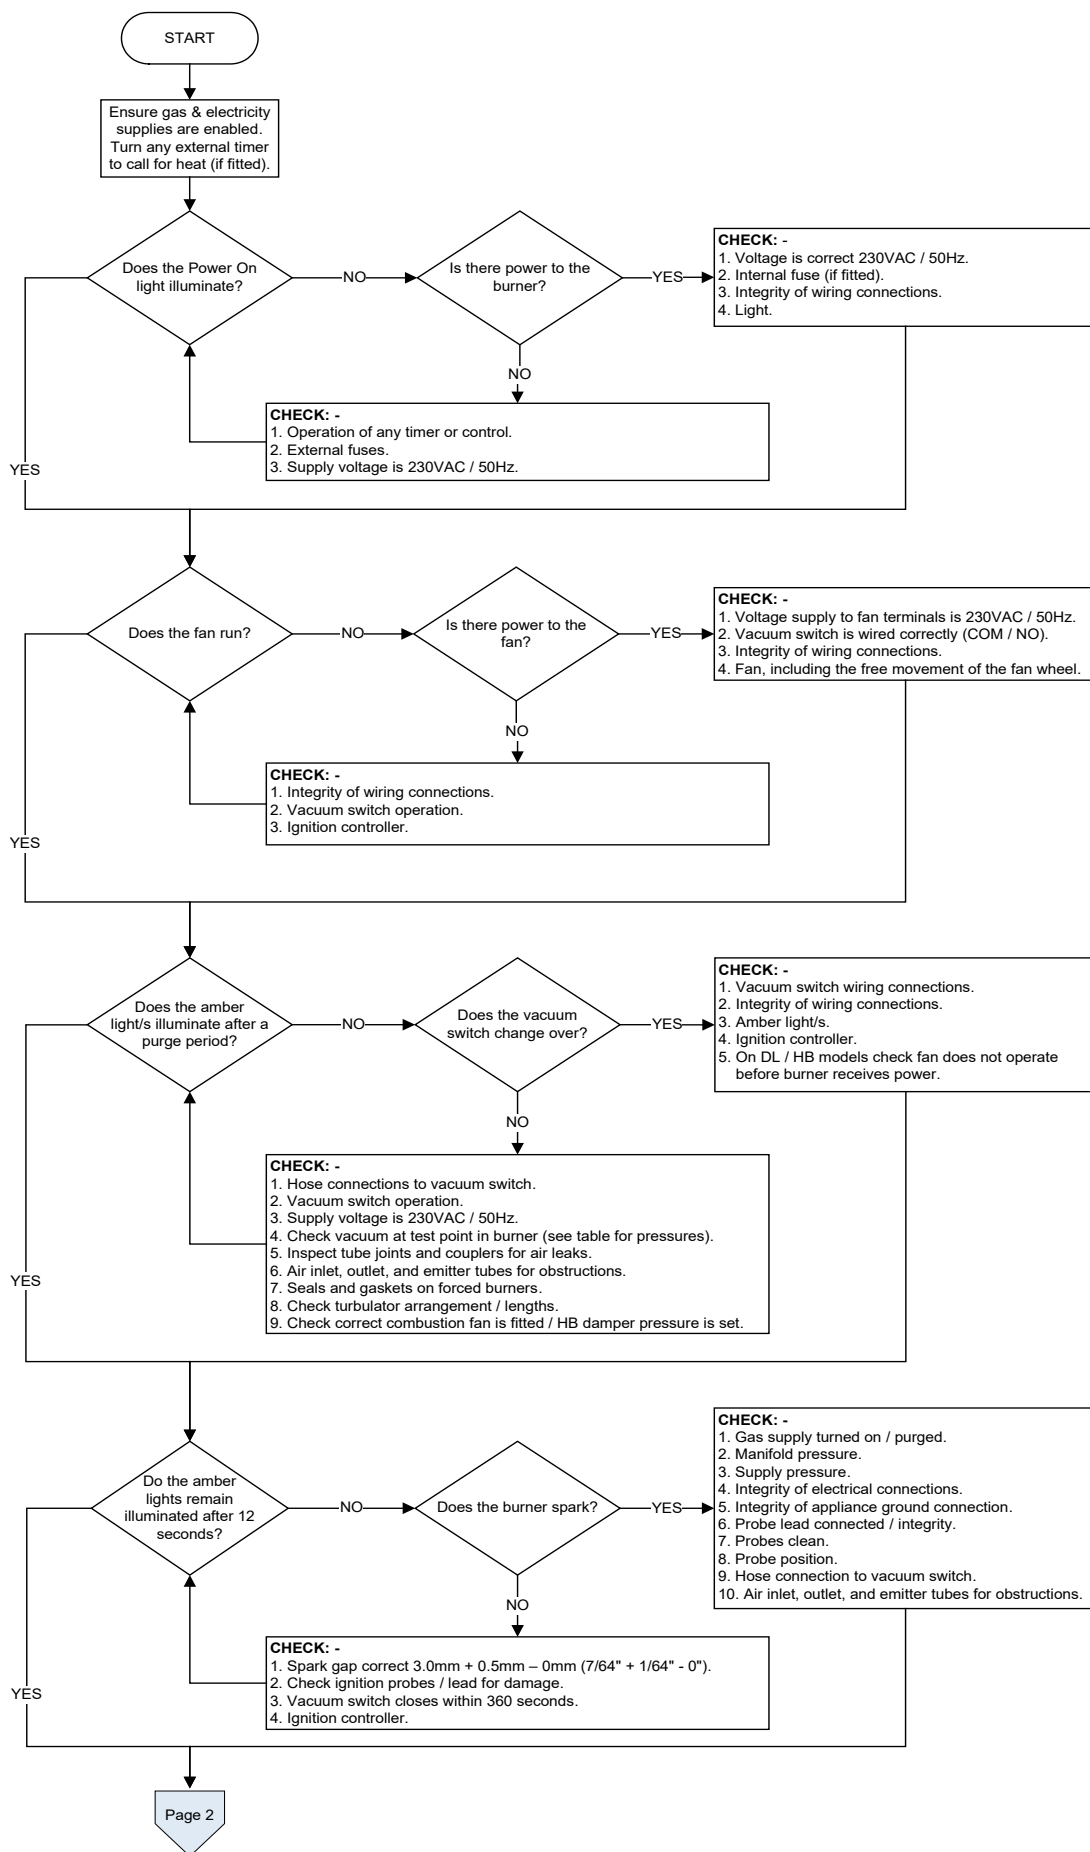 START
Ensure gas & electricity
supplies are enabled.
Turn any external timer
to call for heat (if fitted).
Does the Power On
light illuminate?
NO
Is there power to the
burner?
YES
CHECK: -
1. Voltage is correct 230VAC / 50Hz.
2. Internal fuse (if fitted).
3. Integrity of wiring connections.
4. Light.
NO
CHECK: -
1. Operation of any timer or control.
2. External fuses.
3. Supply voltage is 230VAC / 50Hz.
YES
Does the fan run?
NO
Is there power to the
fan?
YES
CHECK: -
1. Voltage supply to fan terminals is 230VAC / 50Hz.
2. Vacuum switch is wired correctly (COM / NO).
3. Integrity of wiring connections.
4. Fan, including the free movement of the fan wheel.
NO
CHECK: -
1. Integrity of wiring connections.
2. Vacuum switch operation.
3. Ignition controller.
YES
Does the amber
light/s illuminate after a
purge period?
NO
Does the vacuum
switch change over?
YES
CHECK: -
1. Vacuum switch wiring connections.
2. Integrity of wiring connections.
3. Amber light/s.
4. Ignition controller.
5. On DL / HB models check fan does not operate
before burner receives power.
NO
CHECK: -
1. Hose connections to vacuum switch.
2. Vacuum switch operation.
3. Supply voltage is 230VAC / 50Hz.
4. Check vacuum at test point in burner (see table for pressures).
5. Inspect tube joints and couplers for air leaks.
6. Air inlet, outlet, and emitter tubes for obstructions.
7. Seals and gaskets on forced burners.
8. Check turbulator arrangement / lengths.
9. Check correct combustion fan is fitted / HB damper pressure is set.
YES
Do the amber
lights remain
illuminated after 12
seconds?
NO
Does the burner spark?
YES
CHECK: -
1. Gas supply turned on / purged.
2. Manifold pressure.
3. Supply pressure.
4. Integrity of electrical connections.
5. Integrity of appliance ground connection.
6. Probe lead connected / integrity.
7. Probes clean.
8. Probe position.
9. Hose connection to vacuum switch.
10. Air inlet, outlet, and emitter tubes for obstructions.
NO
CHECK: -
1. Spark gap correct 3.0mm + 0.5mm – 0mm (7/64" + 1/64" - 0").
2. Check ignition probes / lead for damage.
3. Vacuum switch closes within 360 seconds.
4. Ignition controller.
YES
Page 2